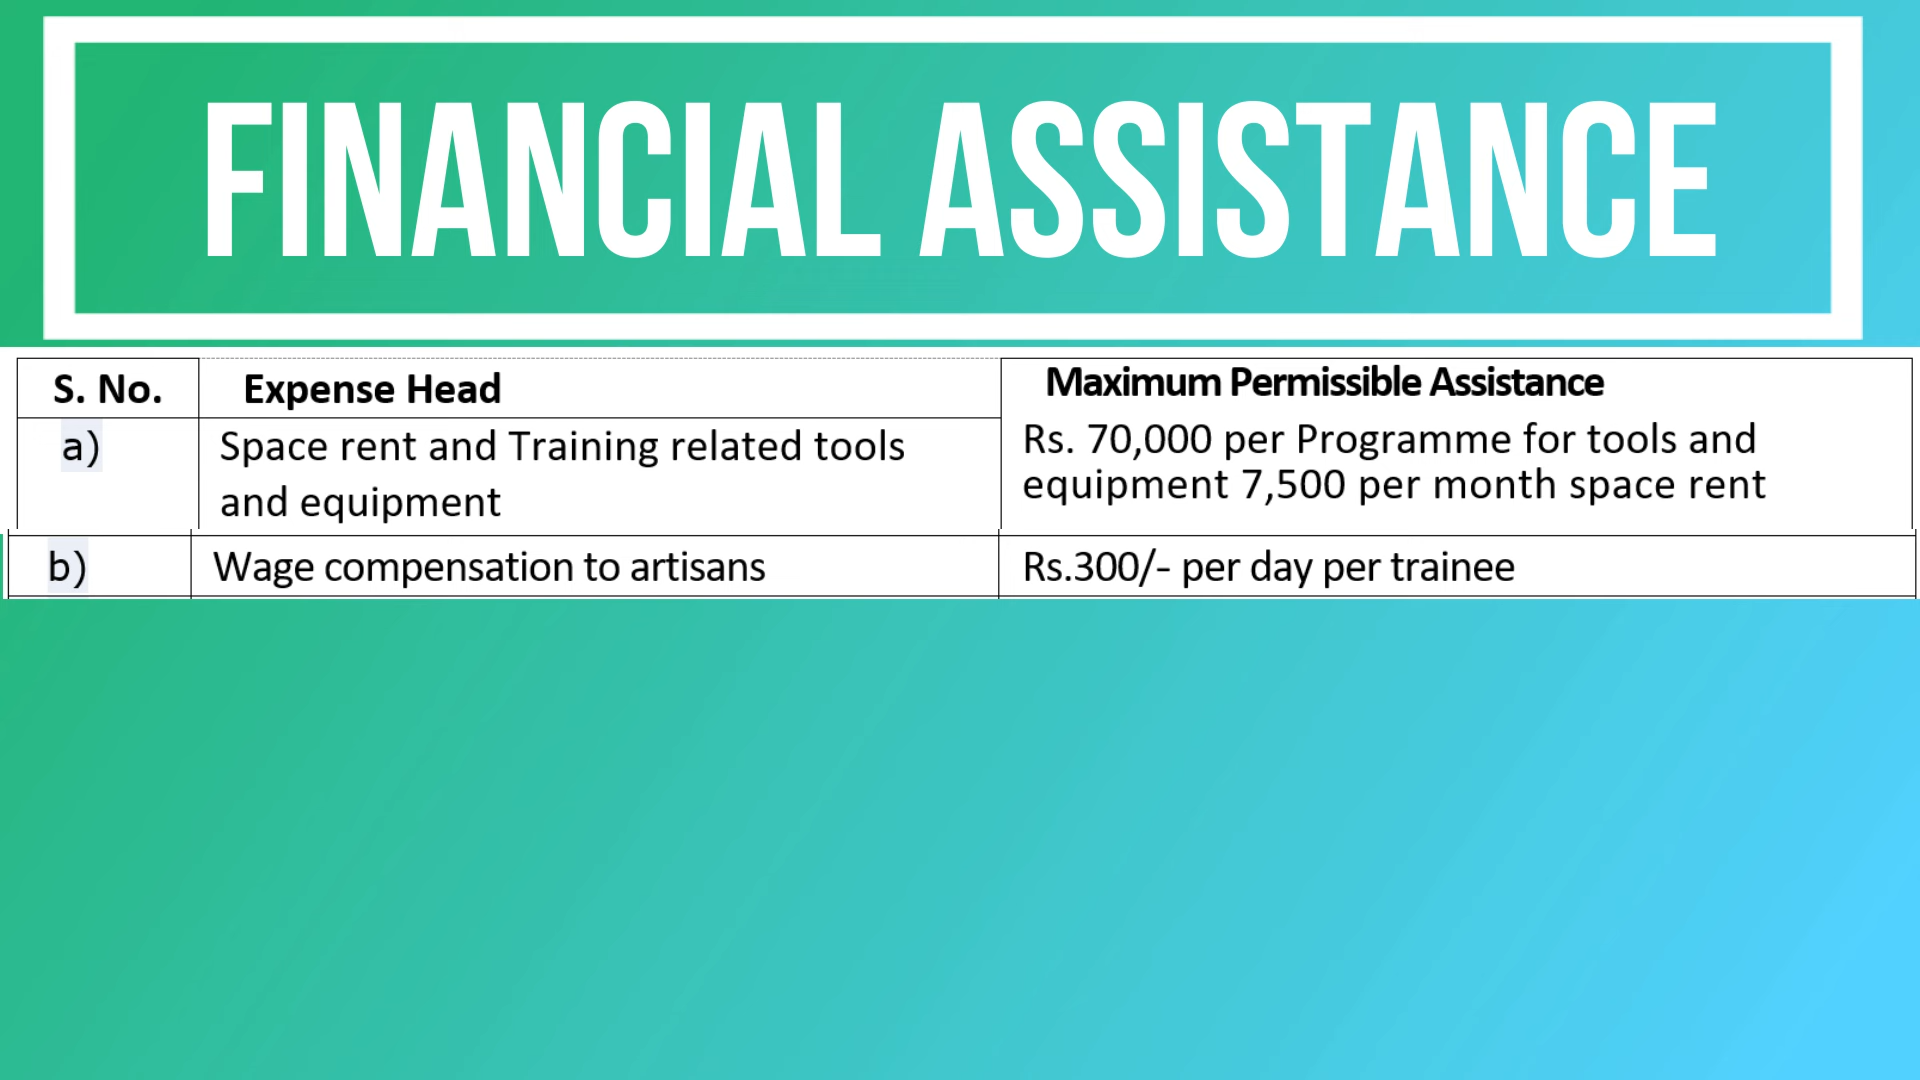 FINANCIAL ASSISTANCE
S. No. Expense Head Maximum Permissible Assistance
a) Space rent and Training related tools Rs. 70,000 per Programme for tools and
and equipment equipment 7,500 per month space rent
b) Wage compensation to artisans Rs.300/- per day per trainee